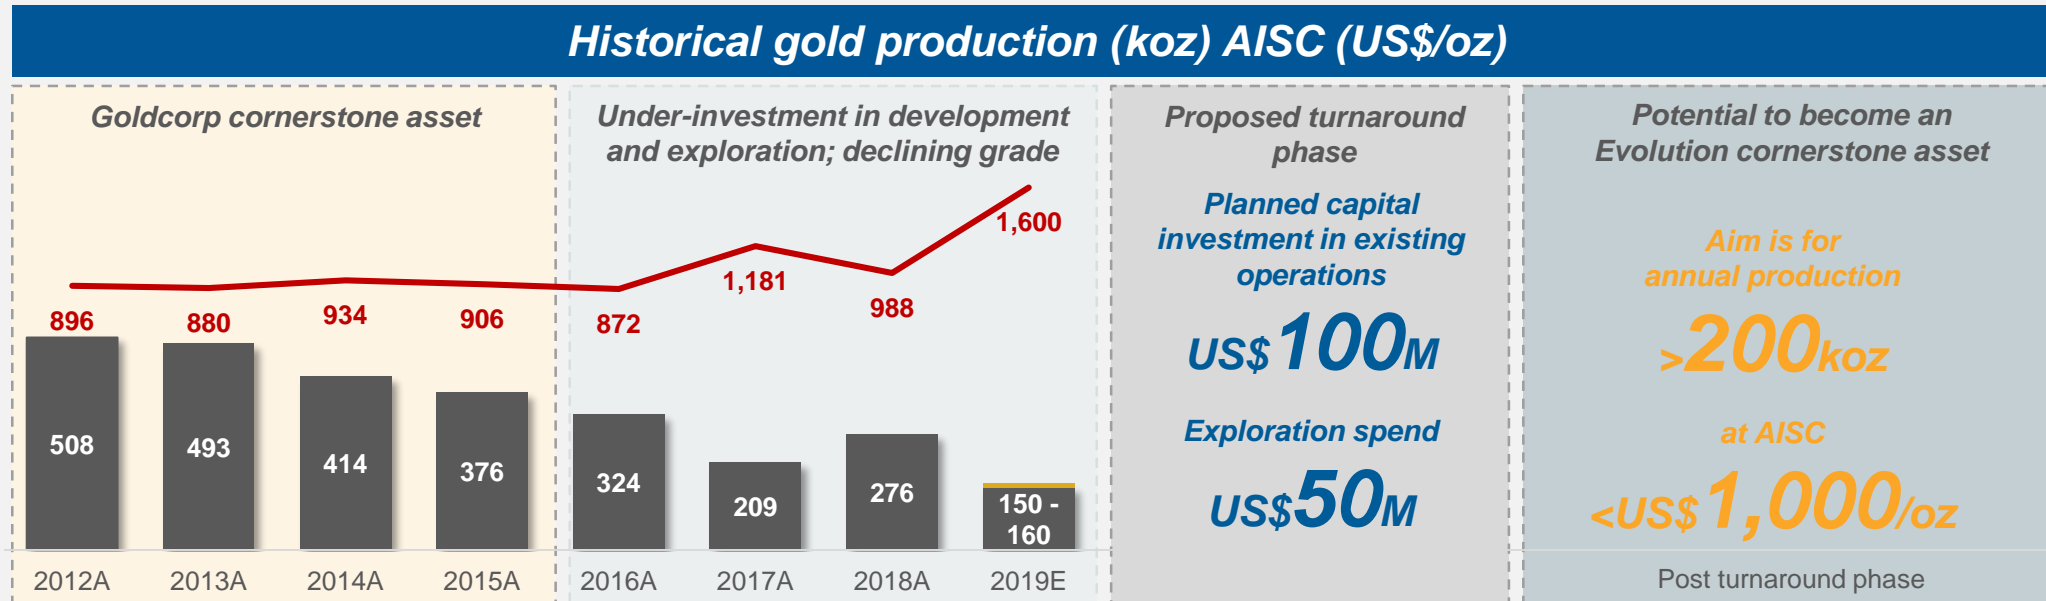 Historical gold production (koz) AISC (US$/oz)
Goldcorp cornerstone asset
896
880
934
906
508
493
414
376
2012A
2013A
2014A
2015A
Under-investment in development
and exploration; declining grade
872
1,181
988
1,600
324
209
276
150 -
160
2016A
2017A
2018A
2019E
Proposed turnaround
phase
Planned capital
investment in existing
operations
US$100M
Exploration spend
US$50M
Potential to become an
Evolution cornerstone asset
Aim is for
annual production
>200koz
at AISC
<US$1,000/oz
Post turnaround phase